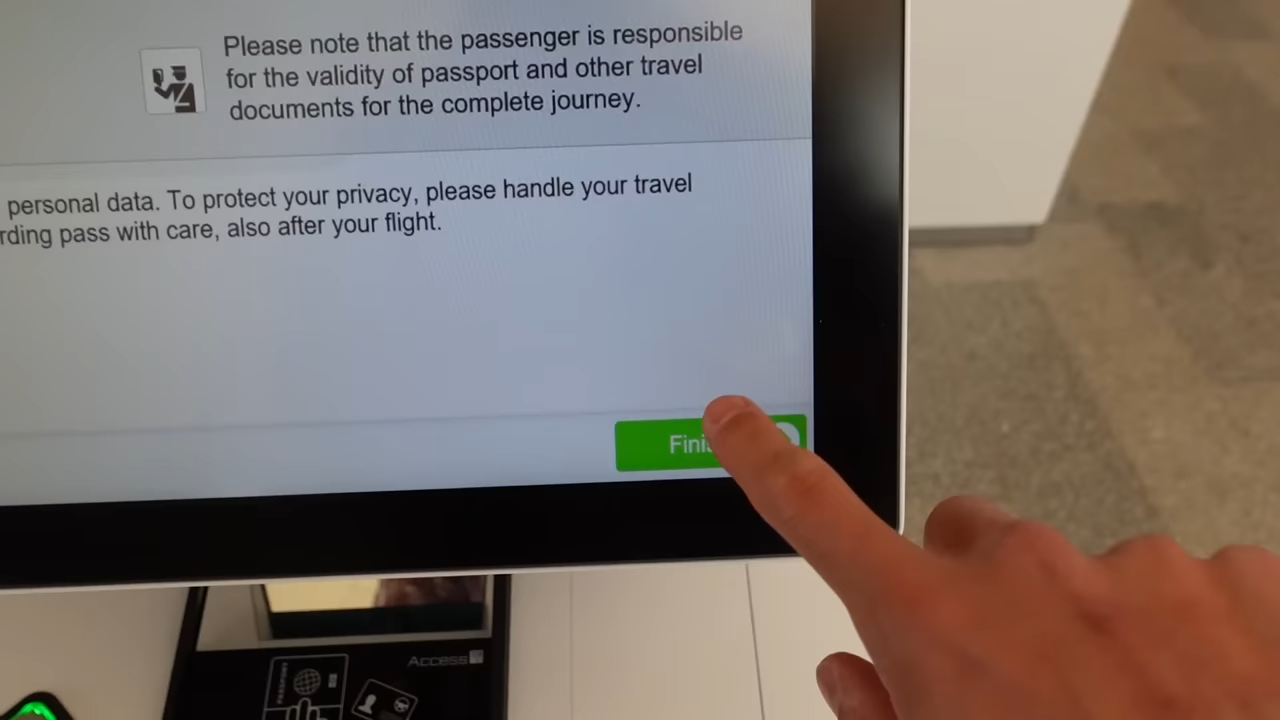 Please note that the passenger is responsible
for the validity of passport and other travel
documents for the complete journey.
personal data. To protect your privacy, please handle your travel
rding pass with care, also after your flight.
Fini
Access
PASSPORT